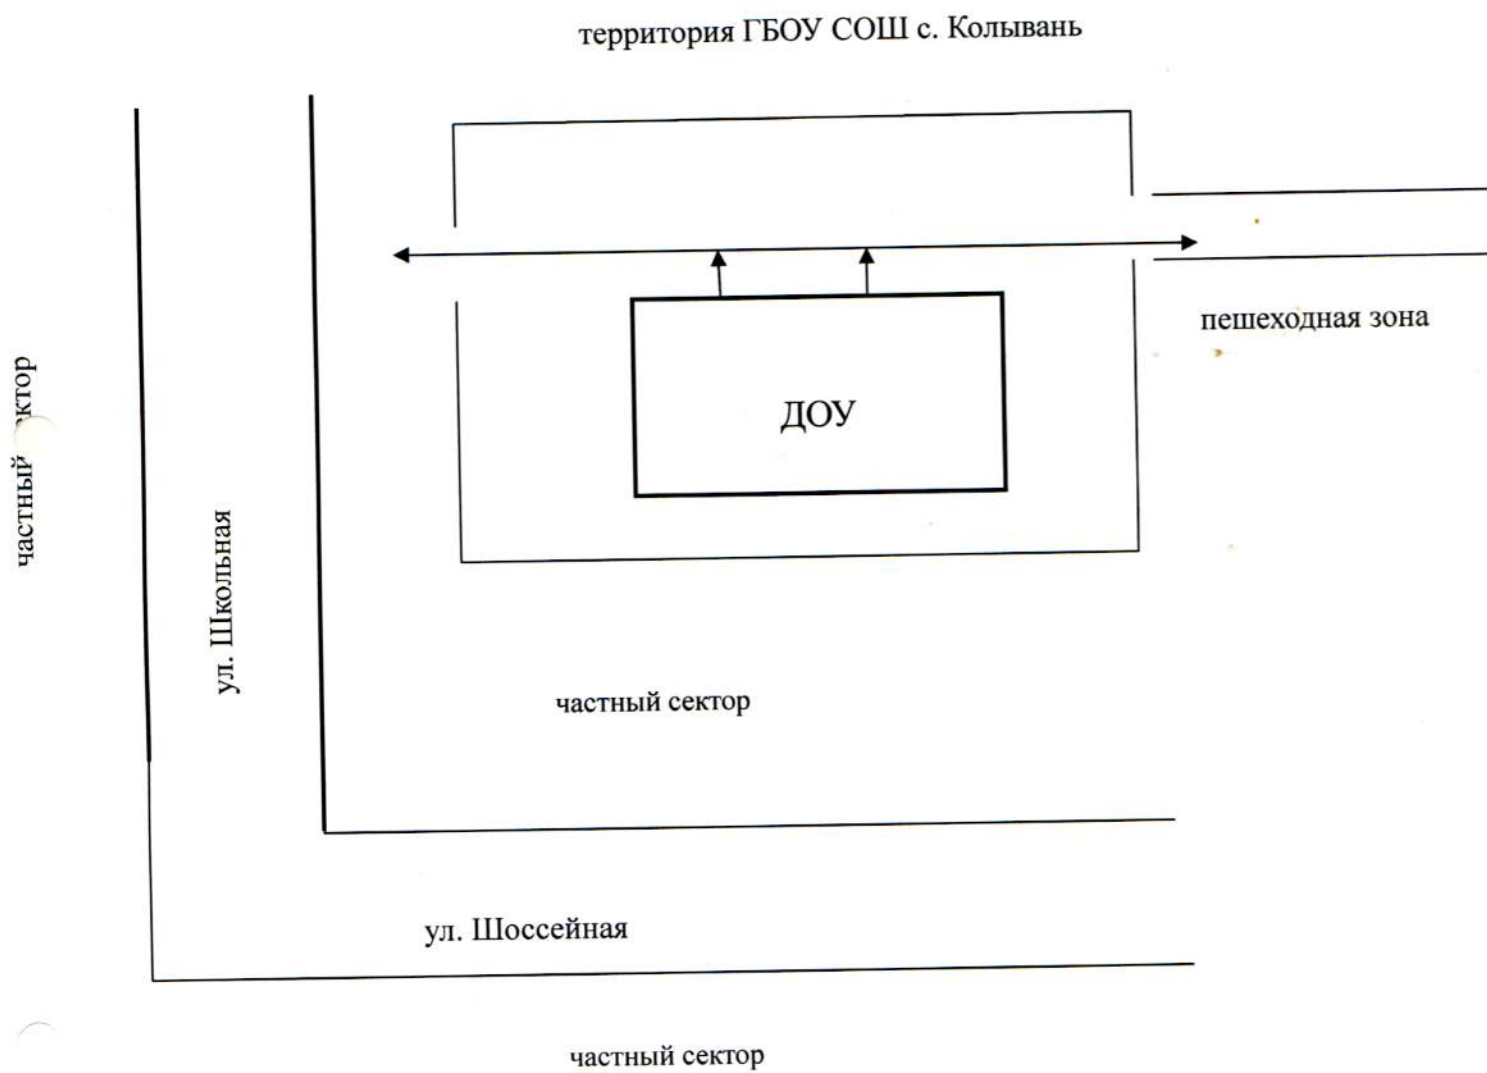 территория ГБОУ СОШ с. Колывань
пешеходная зона
ДОУ
частный
ул. Школьная
частный сектор
ул. Шоссейная
частный сектор